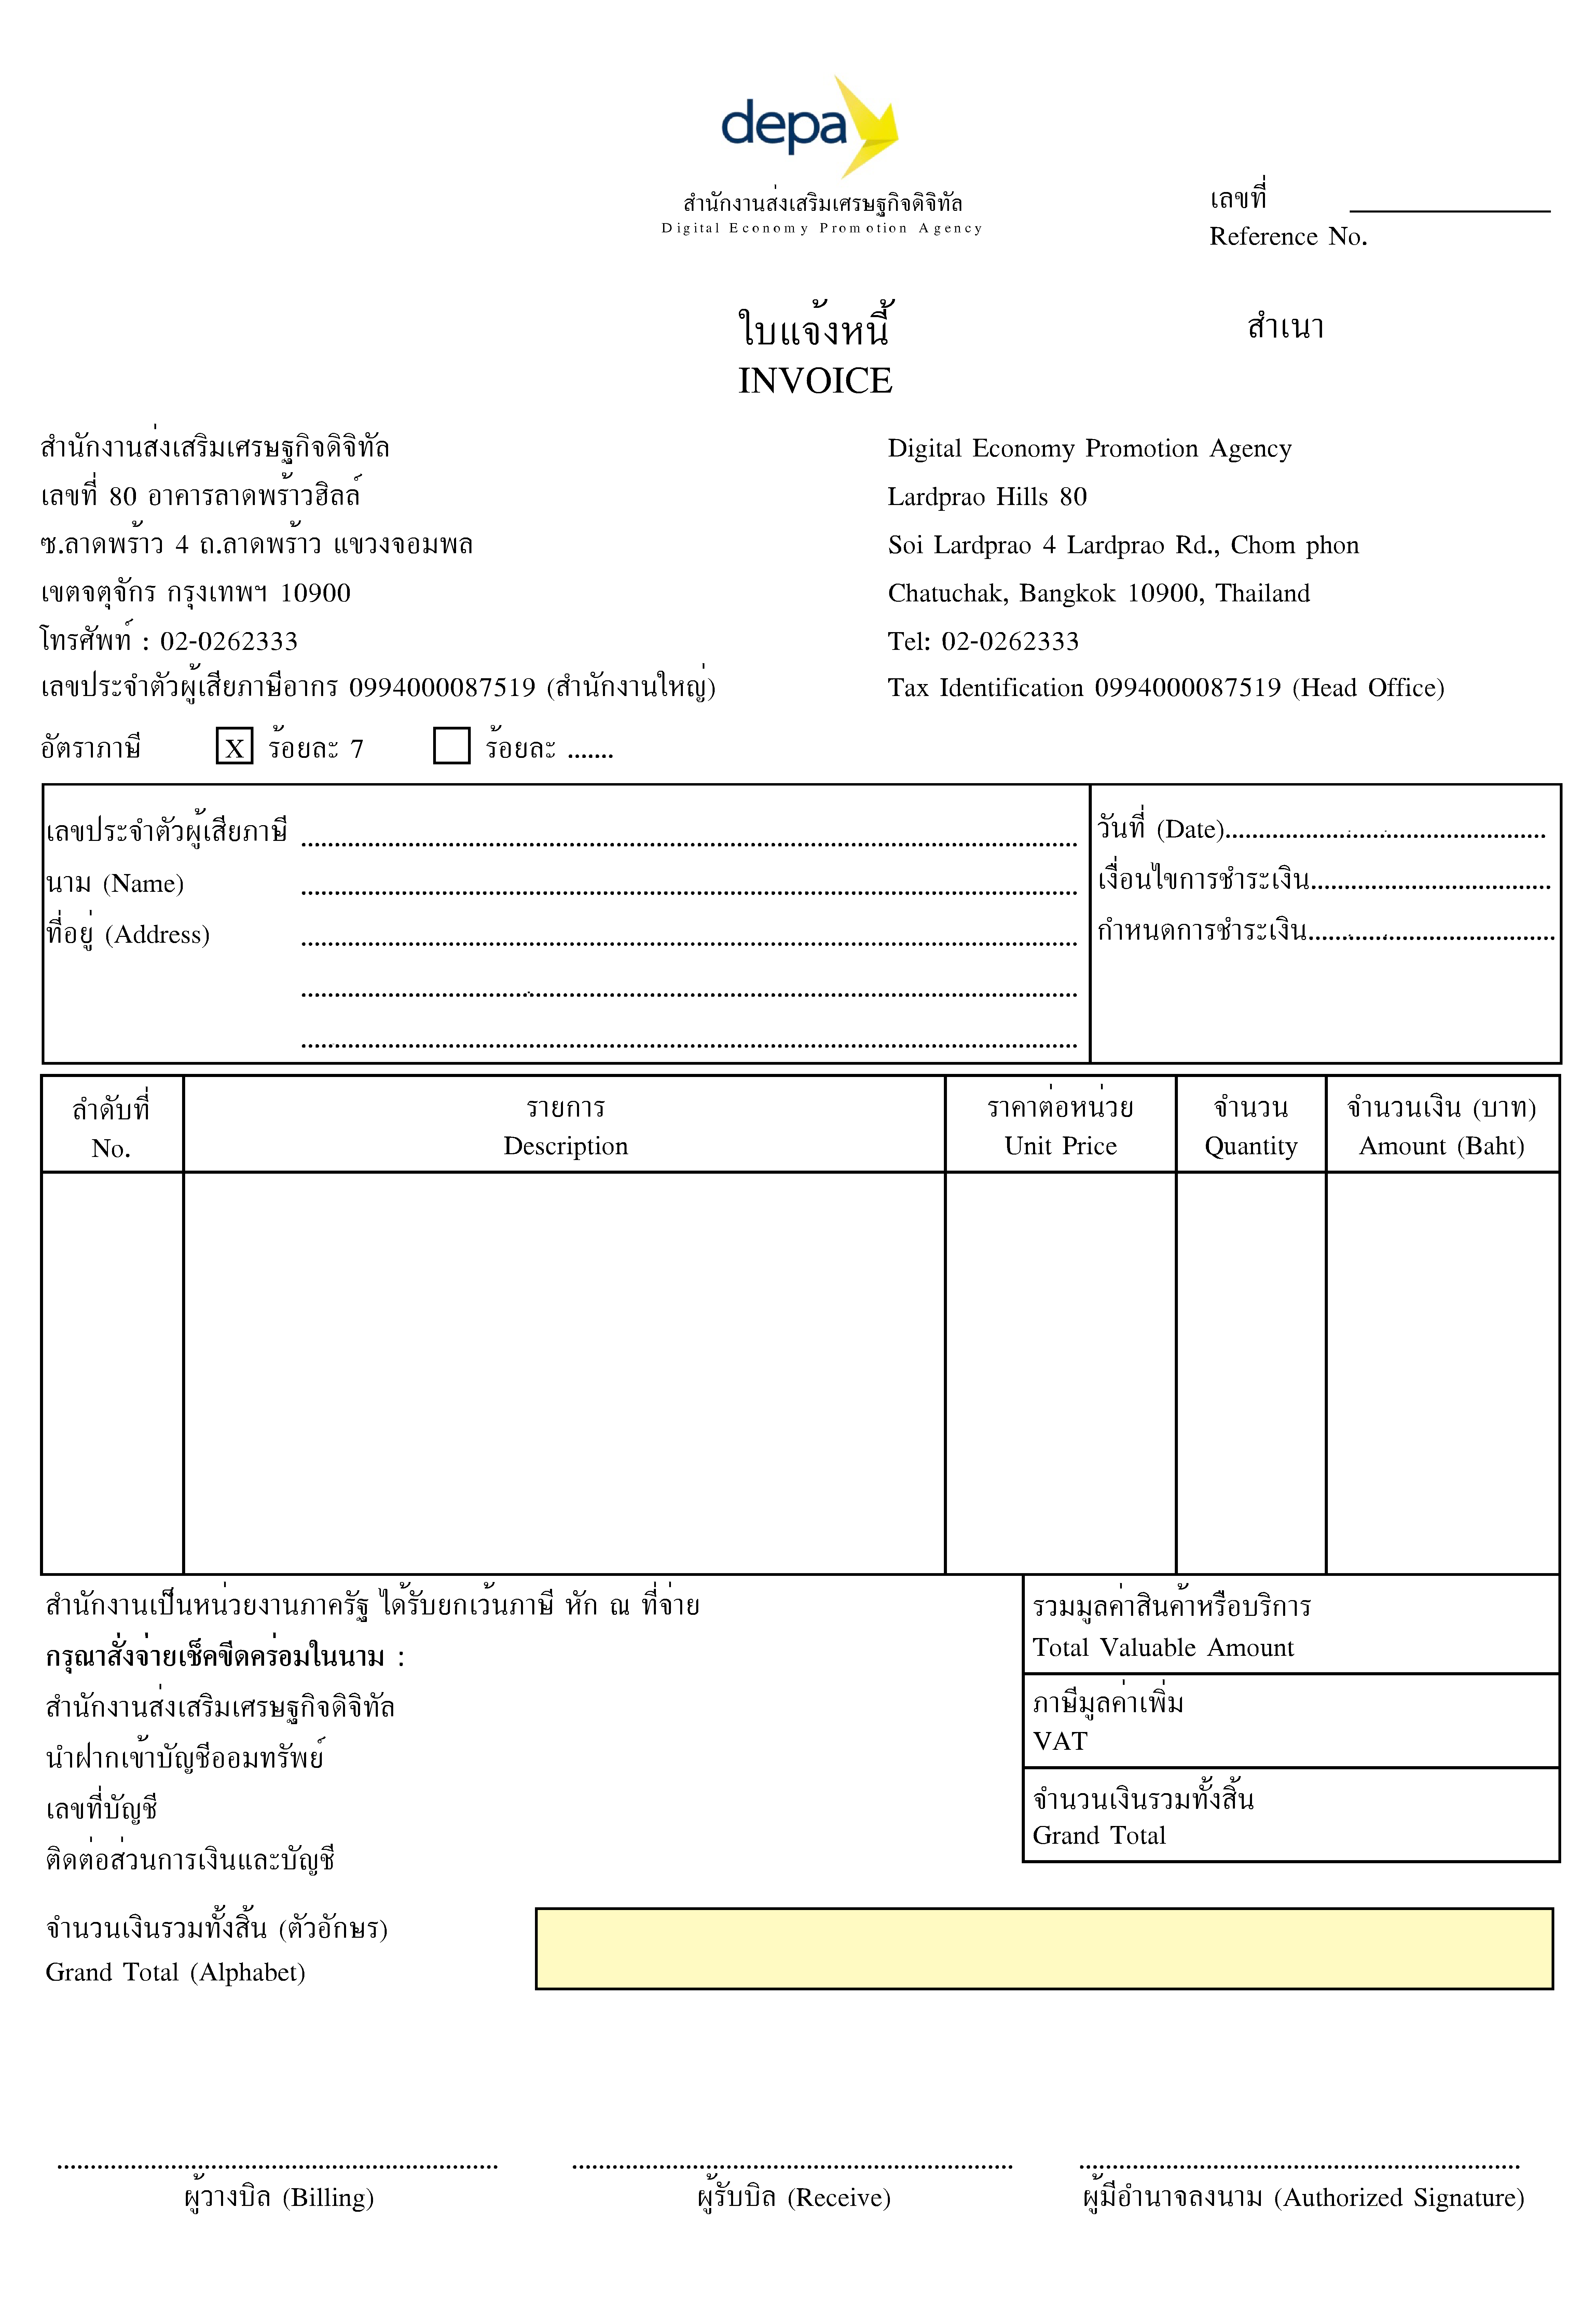 depa
สำนักงานส่งเสริมเศรษฐกิจดิจิทัล
Digital Economy Promotion Agency
เลขที่ ____________
Reference No.
ใบแจ้งหนี้
INVOICE
สำเนา
สำนักงานส่งเสริมเศรษฐกิจดิจิทัล
เลขที่ 80 อาคารลาดพร้าวฮิลล์
ซ.ลาดพร้าว 4 ถ.ลาดพร้าว แขวงจอมพล
เขตจตุจักร กรุงเทพฯ 10900
โทรศัพท์ : 02-0262333
เลขประจำตัวผู้เสียภาษีอากร 0994000087519 (สำนักงานใหญ่)
Digital Economy Promotion Agency
Lardprao Hills 80
Soi Lardprao 4 Lardprao Rd., Chom phon
Chatuchak, Bangkok 10900, Thailand
Tel: 02-0262333
Tax Identification 0994000087519 (Head Office)
อัตราภาษี X ร้อยละ 7 ร้อยละ .......
เลขประจำตัวผู้เสียภาษี
นาม (Name)
ที่อยู่ (Address)
วันที่ (Date)
เงื่อนไขการชำระเงิน
กำหนดการชำระเงิน
ลำดับที่
No.
รายการ
Description
ราคาต่อหน่วย
Unit Price
จำนวน
Quantity
จำนวนเงิน (บาท)
Amount (Baht)
สำนักงานเป็นหน่วยงานภาครัฐ ได้รับยกเว้นภาษี หัก ณ ที่จ่าย
กรุณาสั่งจ่ายเช็คขีดคร่อมในนาม :
สำนักงานส่งเสริมเศรษฐกิจดิจิทัล
นำฝากเข้าบัญชีออมทรัพย์
เลขที่บัญชี
ติดต่อส่วนการเงินและบัญชี
รวมมูลค่าสินค้าหรือบริการ
Total Valuable Amount
ภาษีมูลค่าเพิ่ม
VAT
จำนวนเงินรวมทั้งสิ้น
Grand Total
จำนวนเงินรวมทั้งสิ้น (ตัวอักษร)
Grand Total (Alphabet)
ผู้วางบิล (Billing)
ผู้รับบิล (Receive)
ผู้มีอำนาจลงนาม (Authorized Signature)